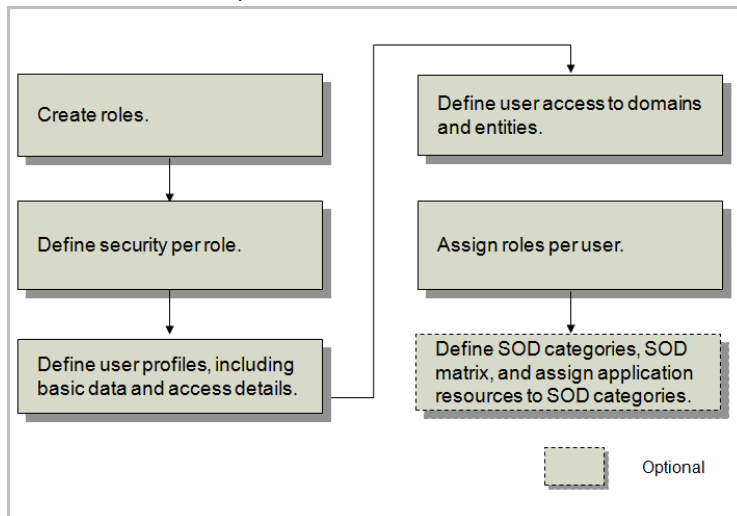 Create roles.
Define security per role.
Define user profiles, including
basic data and access details.
Define user access to domains
and entities.
Assign roles per user.
Define SOD categories, SOD
matrix, and assign application
resources to SOD categories.
Optional